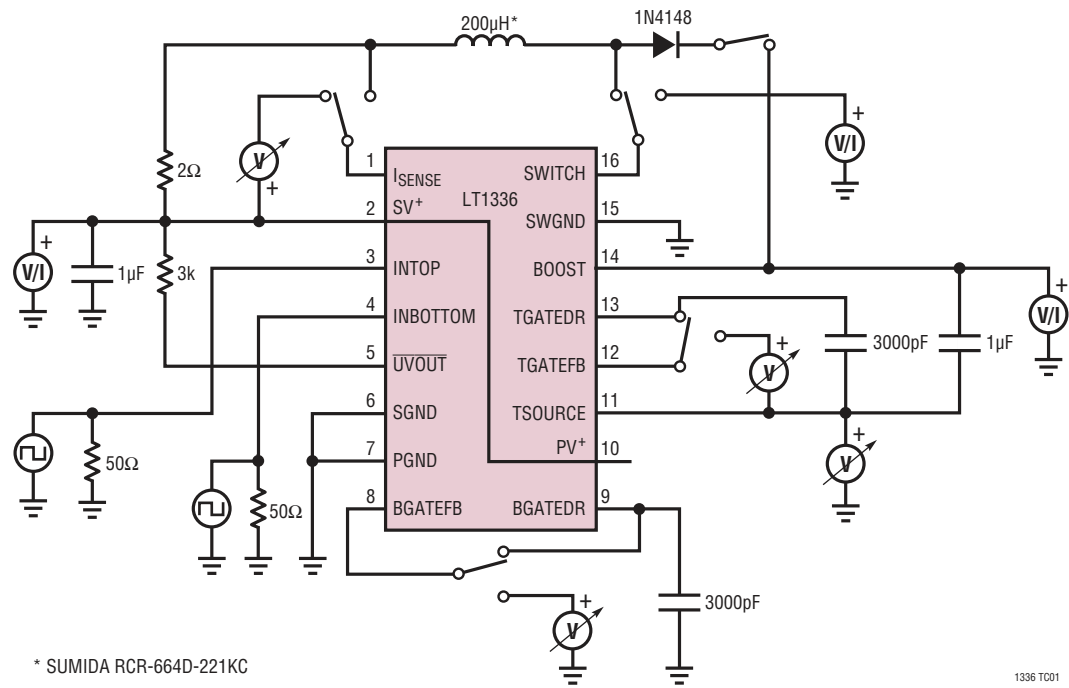 200µH*
1N4148
V
+
2Ω
V/I
+
1 I_SENSE
SWITCH 16
LT1336
2 SV+
SWGND 15
V/I
+
1µF
3k
3 INTOP
BOOST 14
4 INBOTTOM
TGATEDR 13
V/I
+
5 U̅V̅O̅U̅T̅
TGATEFB 12
V
+
3000pF
1µF
6 SGND
TSOURCE 11
50Ω
7 PGND
PV+ 10
V
+
50Ω
8 BGATEFB
BGATEDR 9
V
+
3000pF
* SUMIDA RCR-664D-221KC
1336 TC01